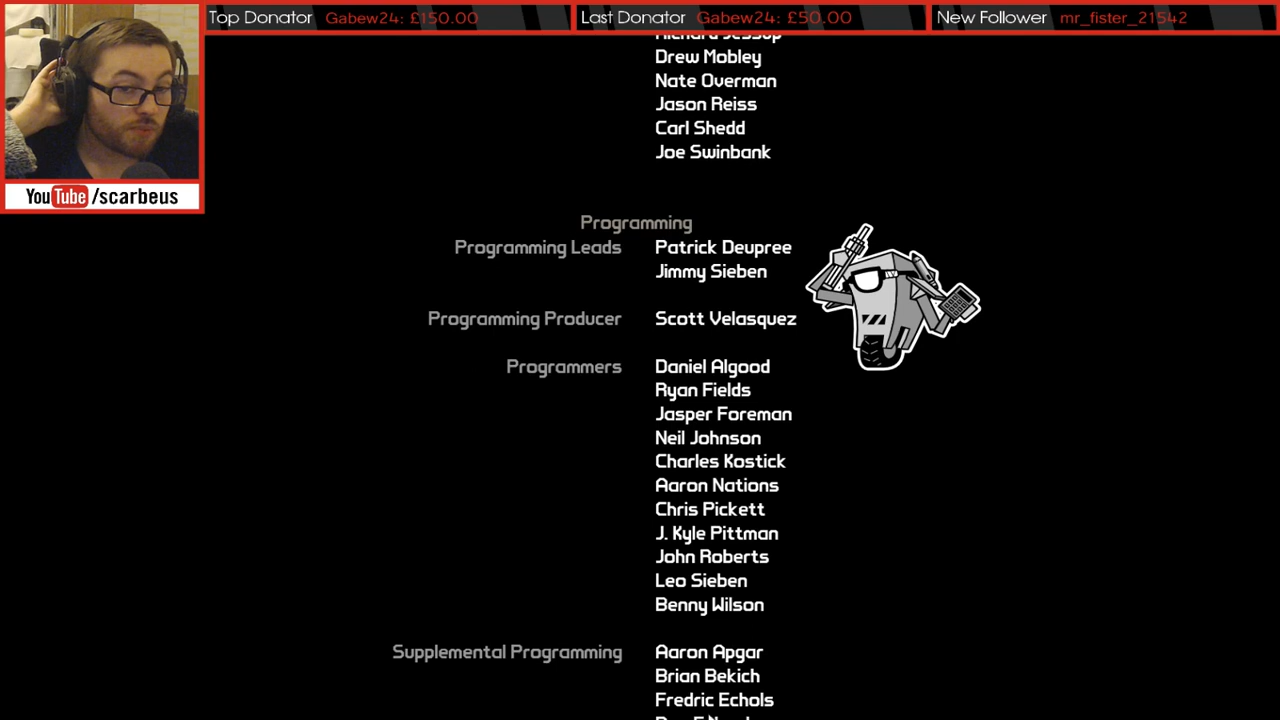 Top Donator Gabew24: £150.00
Last Donator Gabew24: £50.00
New Follower mr_fister_21542
YouTube /scarbeus
Richard Jessup
Drew Mobley
Nate Overman
Jason Reiss
Carl Shedd
Joe Swinbank
Programming
Programming Leads Patrick Deupree
Jimmy Sieben
Programming Producer Scott Velasquez
Programmers Daniel Algood
Ryan Fields
Jasper Foreman
Neil Johnson
Charles Kostick
Aaron Nations
Chris Pickett
J. Kyle Pittman
John Roberts
Leo Sieben
Benny Wilson
Supplemental Programming Aaron Apgar
Brian Bekich
Fredric Echols